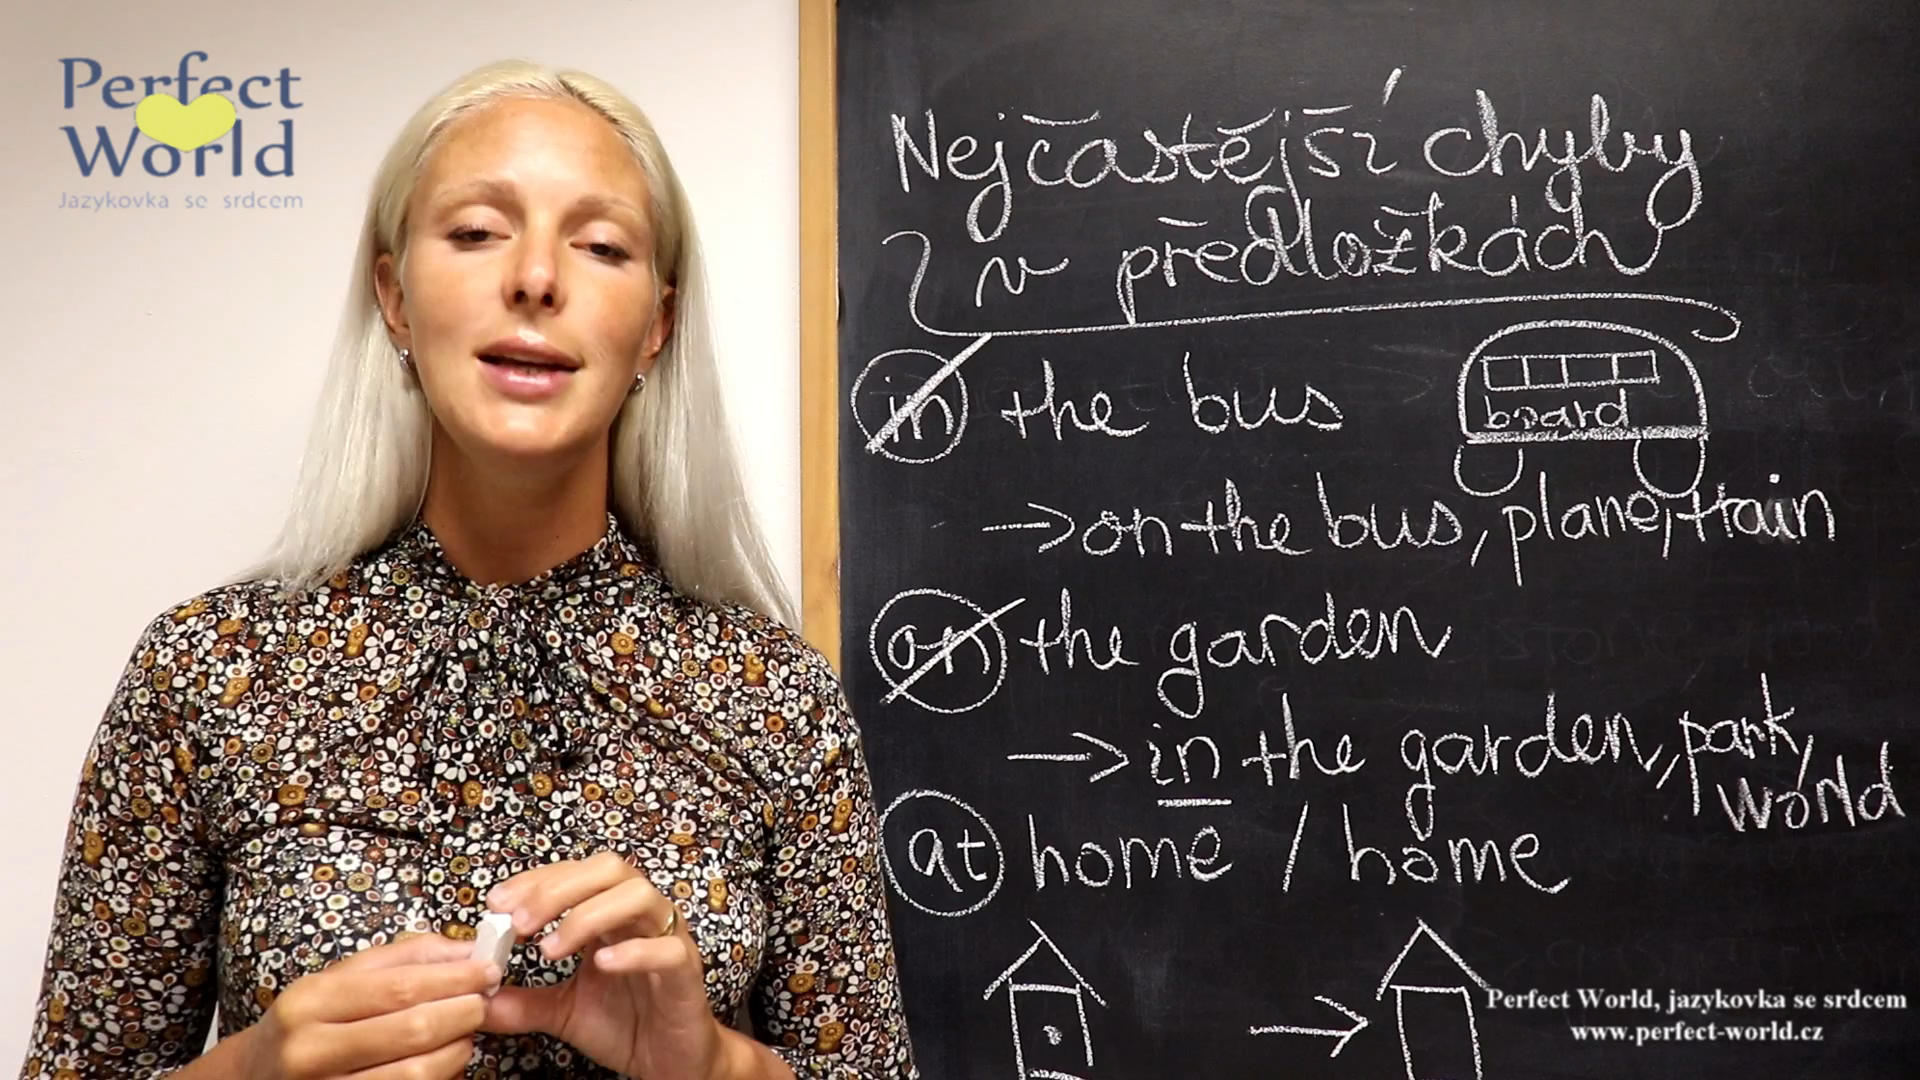 Perfect
World
Jazykovka se srdcem
Nejčastější chyby
v předložkách
in the bus
board
->on the bus, plane, train
on the garden
-> in the garden, park,
world
at home / home
Perfect World, jazykovka se srdcem
www.perfect-world.cz